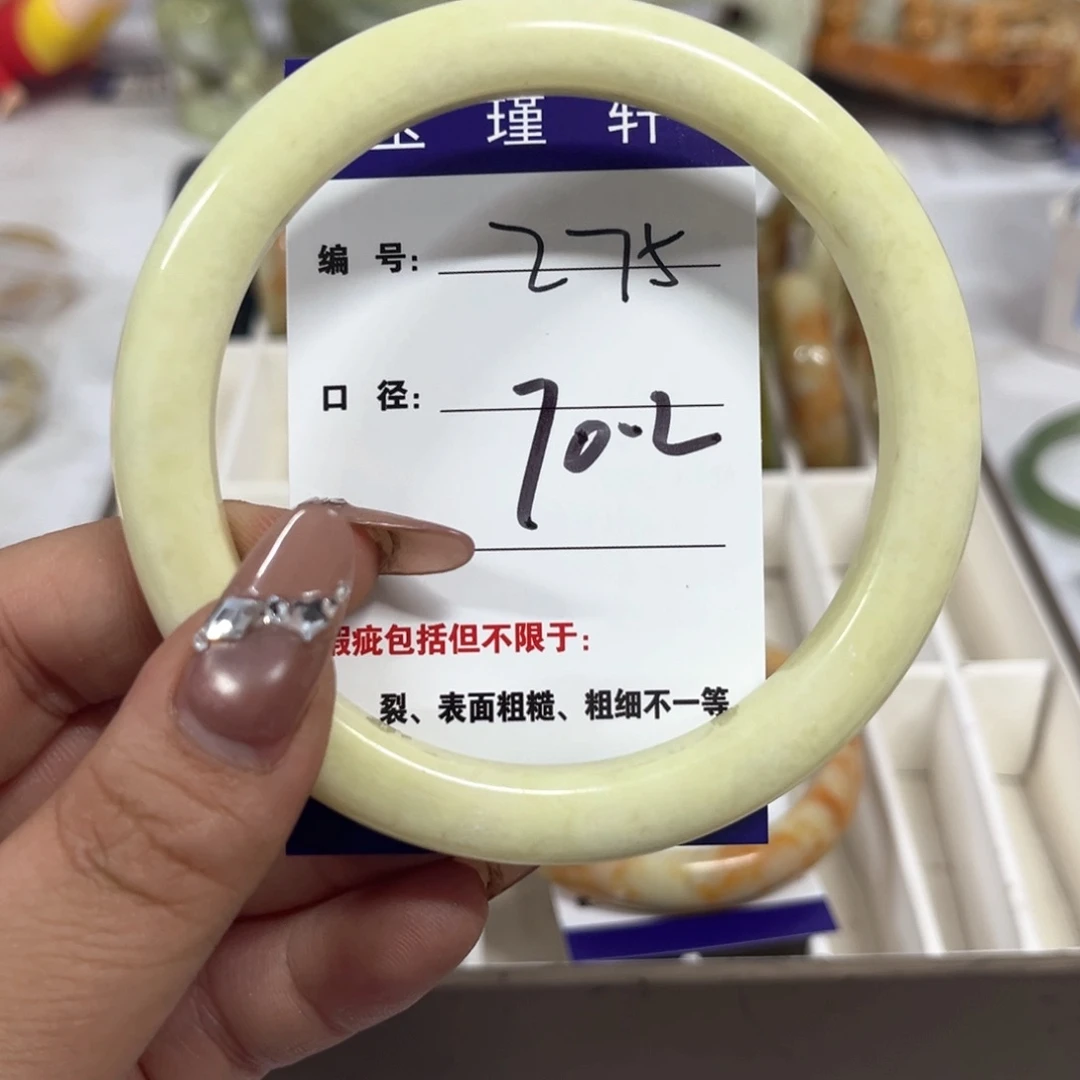 瑾轩
编号: 275
口径: 70.2
瑕疵包括但不限于:
裂、表面粗糙、粗细不一等